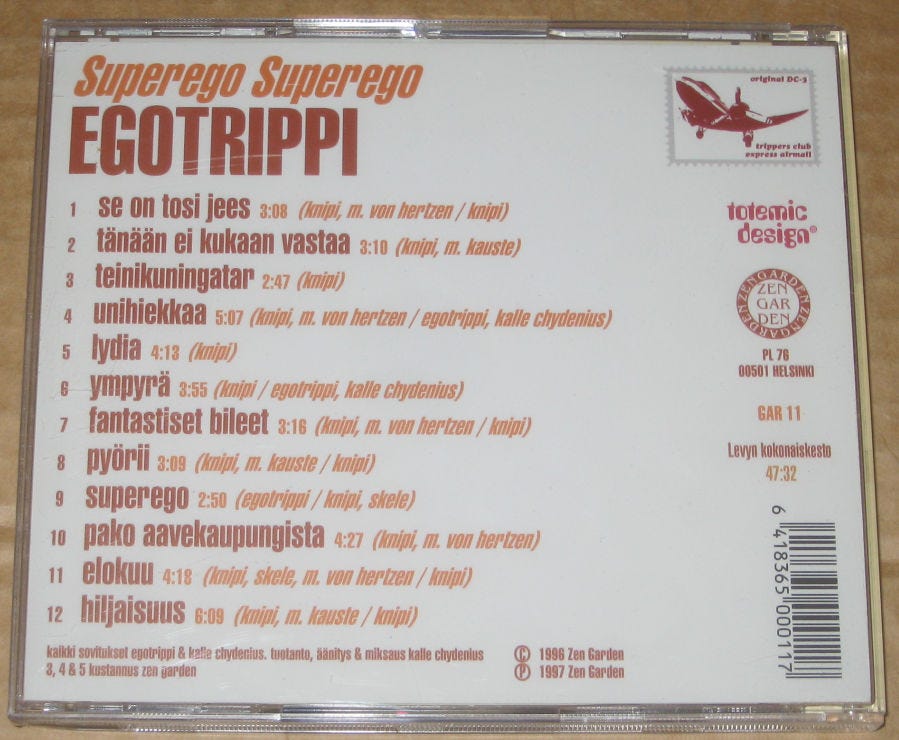 Superego Superego
EGOTRIPPI
original DC-3
trippers club
express airmail
1 se on tosi jees 3:08 (knipi, m. von hertzen / knipi)
2 tänään ei kukaan vastaa 3:10 (knipi, m. kauste)
3 teinikuningatar 2:47 (knipi)
4 unihiekkaa 5:07 (knipi, m. von hertzen / egotrippi, kalle chydenius)
5 lydia 4:13 (knipi)
6 ympyrä 3:55 (knipi / egotrippi, kalle chydenius)
7 fantastiset bileet 3:16 (knipi, m. von hertzen / knipi)
8 pyörii 3:09 (knipi, m. kauste / knipi)
9 superego 2:50 (egotrippi / knipi, skele)
10 pako aavekaupungista 4:27 (knipi, m. von hertzen)
11 elokuu 4:18 (knipi, skele, m. von hertzen / knipi)
12 hiljaisuus 6:09 (knipi, m. kauste / knipi)
totemic
design®
ZENGARDENZENGARDENZENGARDEN
ZEN
GAR
DEN
PL 76
00501 HELSINKI
GAR 11
Levyn kokonaiskesto
47:32
6 418365 000117
kaikki sovitukset egotrippi & kalle chydenius. tuotanto, äänitys & miksaus kalle chydenius
3, 4 & 5 kustannus zen garden
© 1996 Zen Garden
℗ 1997 Zen Garden